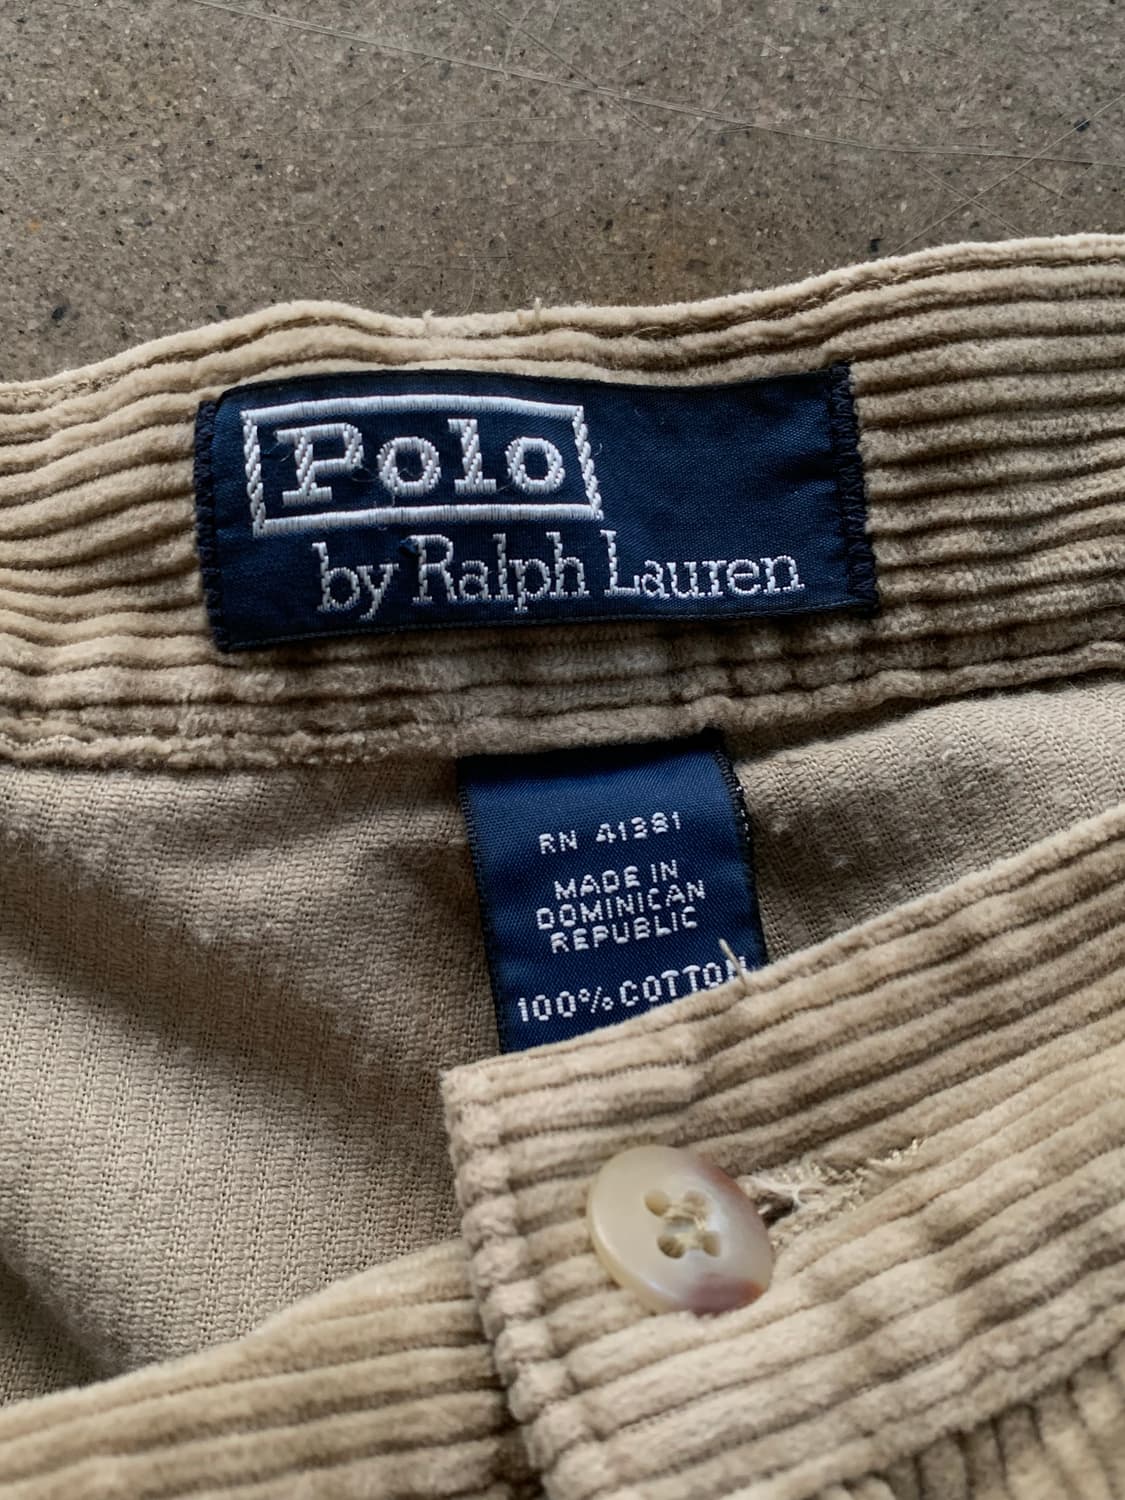 Polo
by Ralph Lauren
RN 41381
MADE IN
DOMINICAN
REPUBLIC
100% COTTON